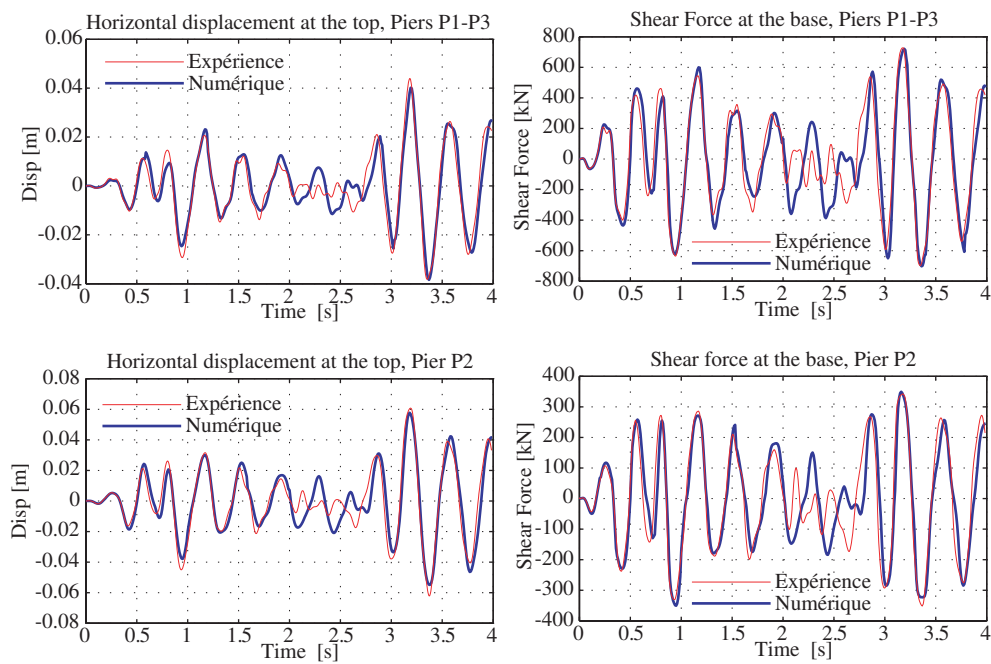 Horizontal displacement at the top, Piers P1-P3
0.06
0.04
0.02
0
-0.02
-0.04
Disp [m]
Expérience
Numérique
0 0.5 1 1.5 2 2.5 3 3.5 4
Time [s]
Shear Force at the base, Piers P1-P3
800
600
400
200
0
-200
-400
-600
-800
Shear Force [kN]
Expérience
Numérique
0 0.5 1 1.5 2 2.5 3 3.5 4
Time [s]
Horizontal displacement at the top, Pier P2
0.08
0.06
0.04
0.02
0
-0.02
-0.04
-0.06
-0.08
Disp [m]
Expérience
Numérique
0 0.5 1 1.5 2 2.5 3 3.5 4
Time [s]
Shear force at the base, Pier P2
400
300
200
100
0
-100
-200
-300
-400
Shear Force [kN]
Expérience
Numérique
0 0.5 1 1.5 2 2.5 3 3.5 4
Time [s]